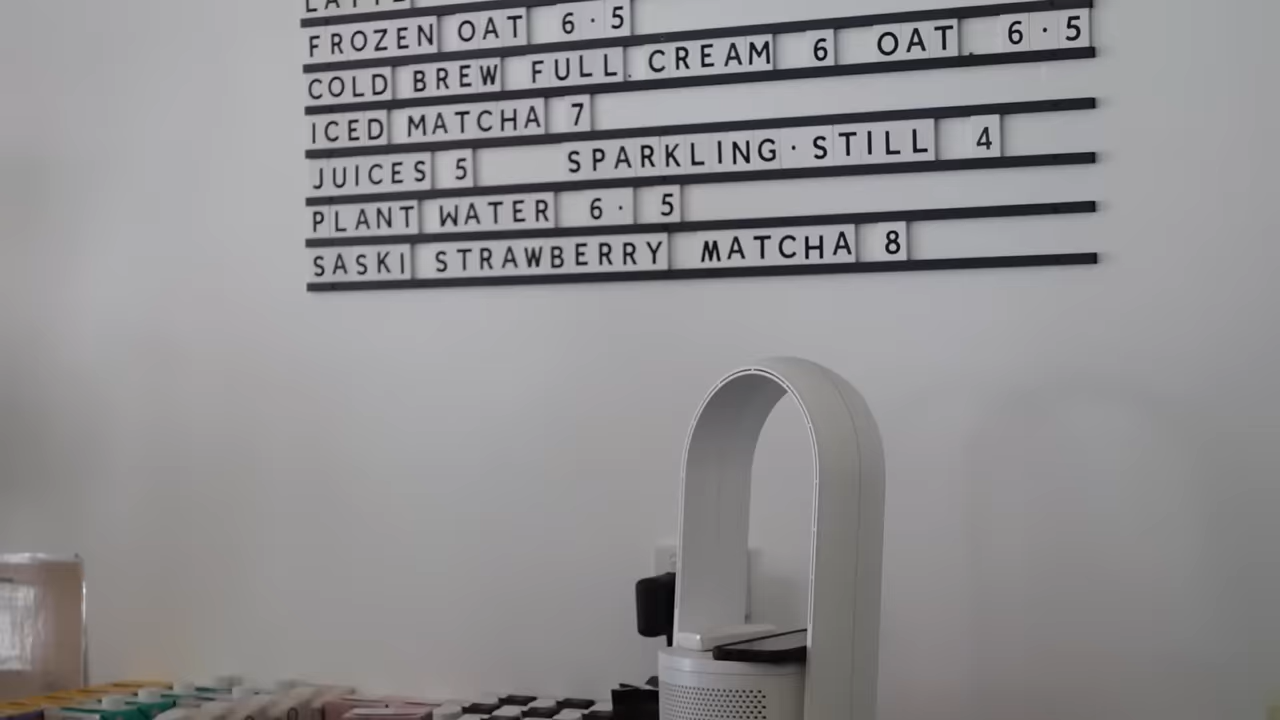 LATTE
FROZEN OAT 6.5
COLD BREW FULL.CREAM 6 OAT. 6.5
ICED MATCHA 7
JUICES 5 SPARKLING·STILL 4
PLANT WATER 6.5
SASKI STRAWBERRY MATCHA 8